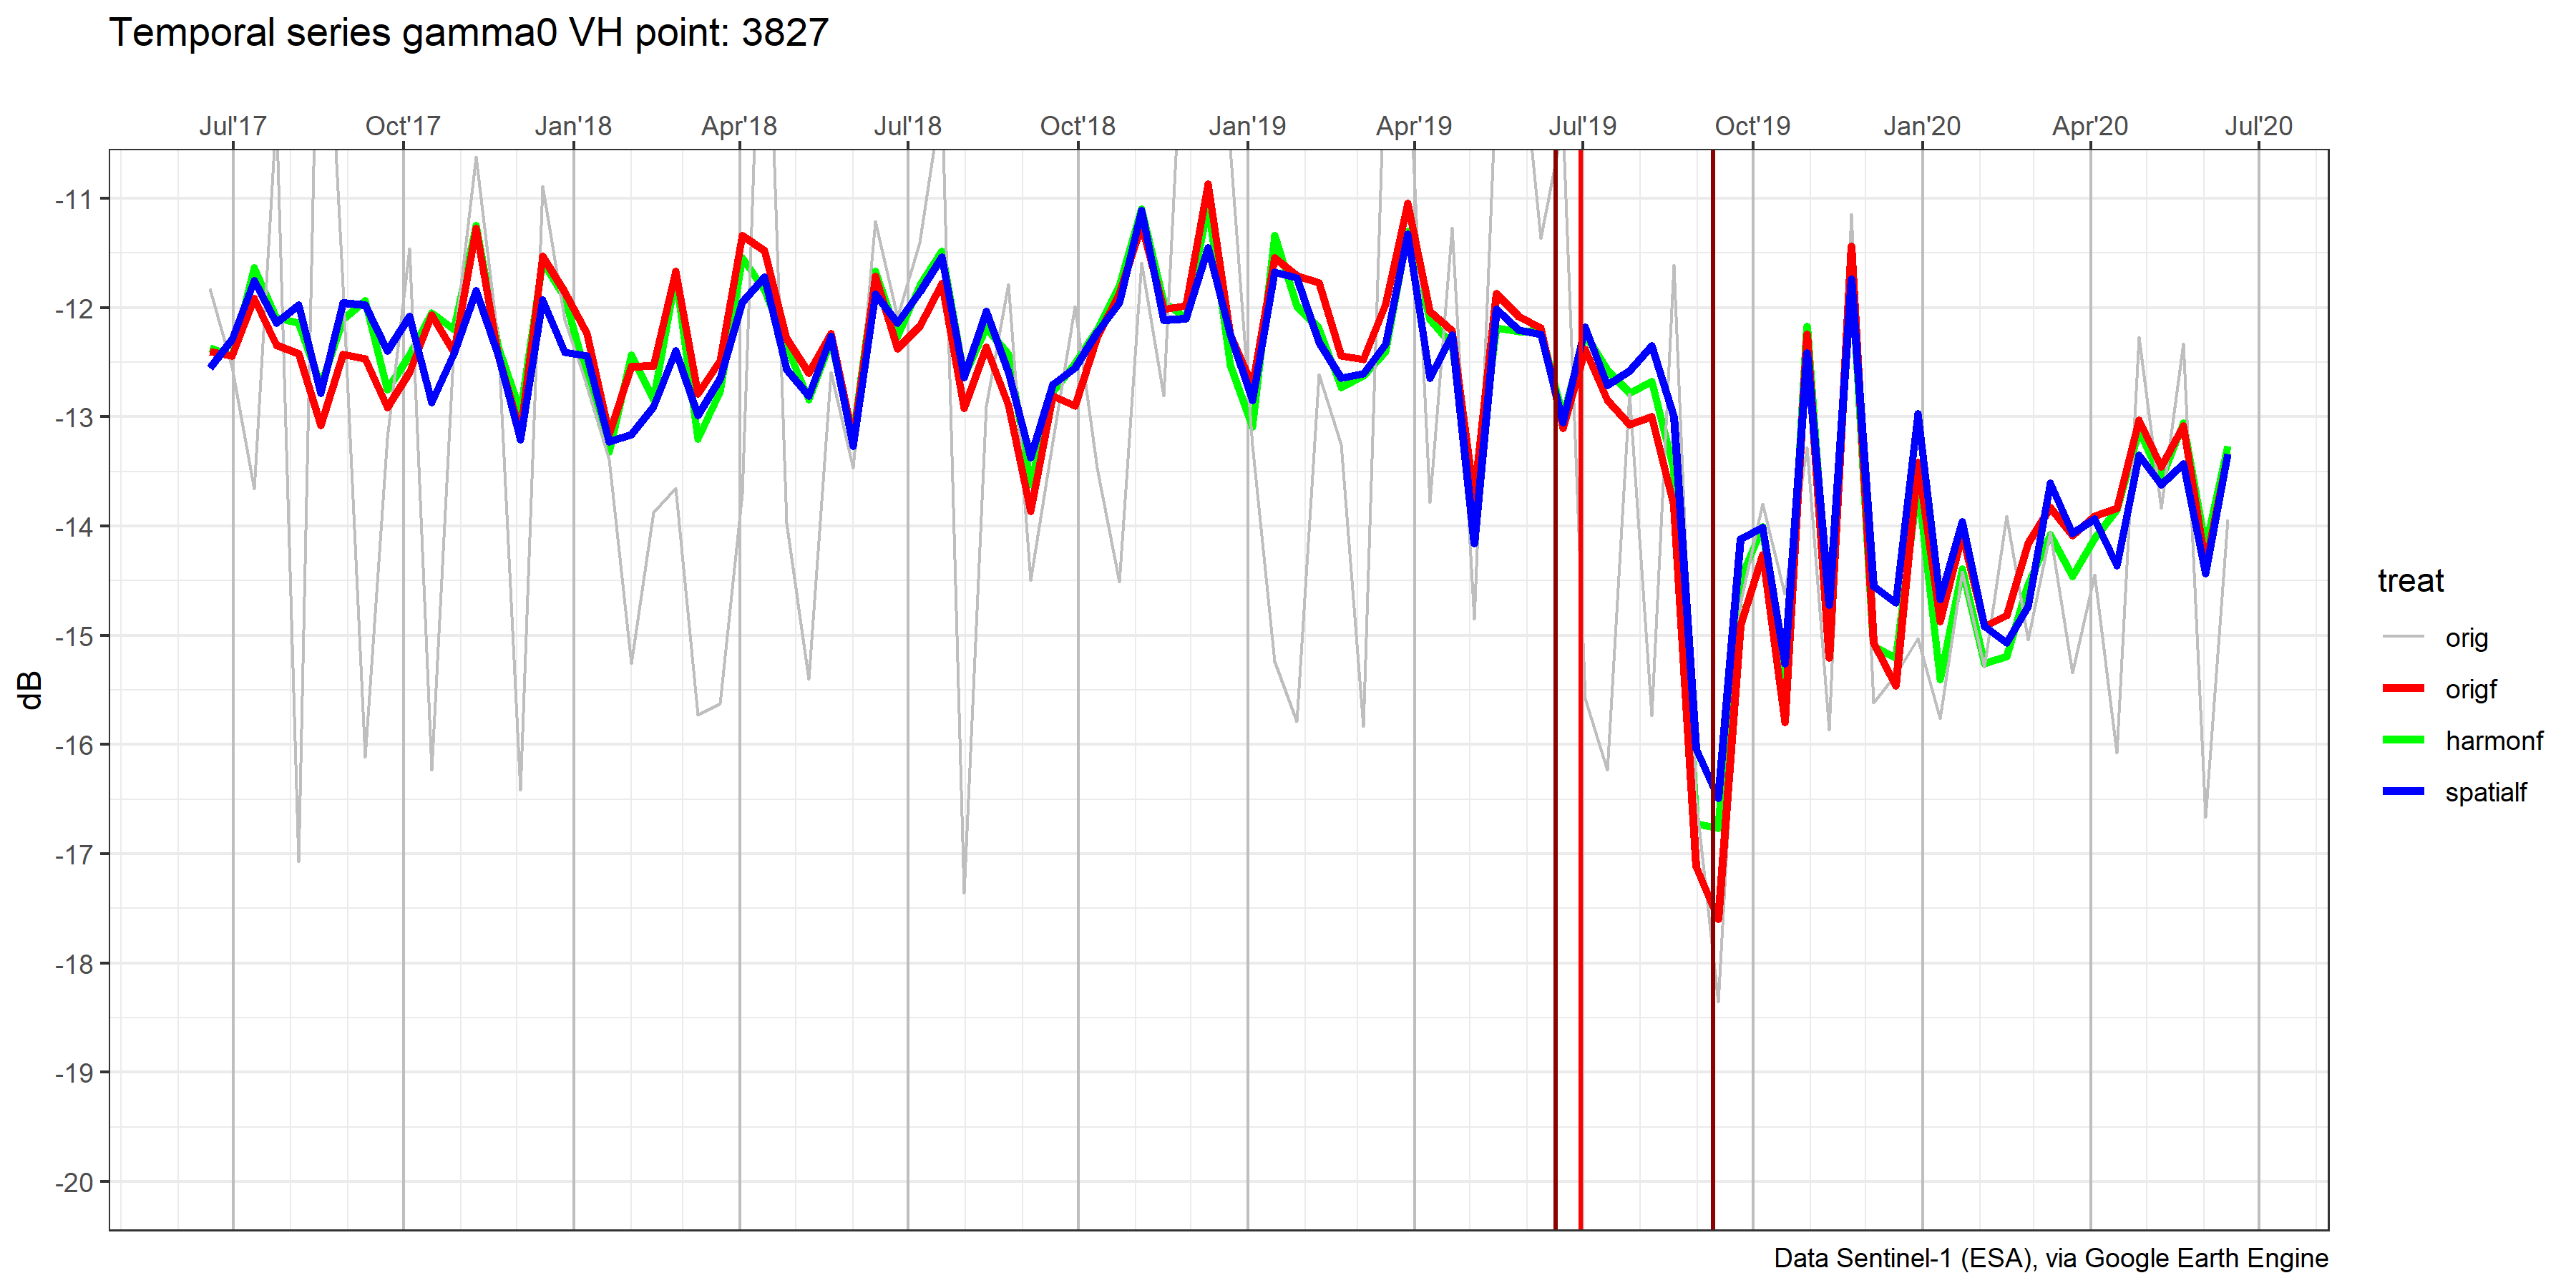 Temporal series gamma0 VH point: 3827
Jul'17 Oct'17 Jan'18 Apr'18 Jul'18 Oct'18 Jan'19 Apr'19 Jul'19 Oct'19 Jan'20 Apr'20 Jul'20
-11
-12
-13
-14
-15
-16
-17
-18
-19
-20
dB
treat
orig
origf
harmonf
spatialf
Data Sentinel-1 (ESA), via Google Earth Engine